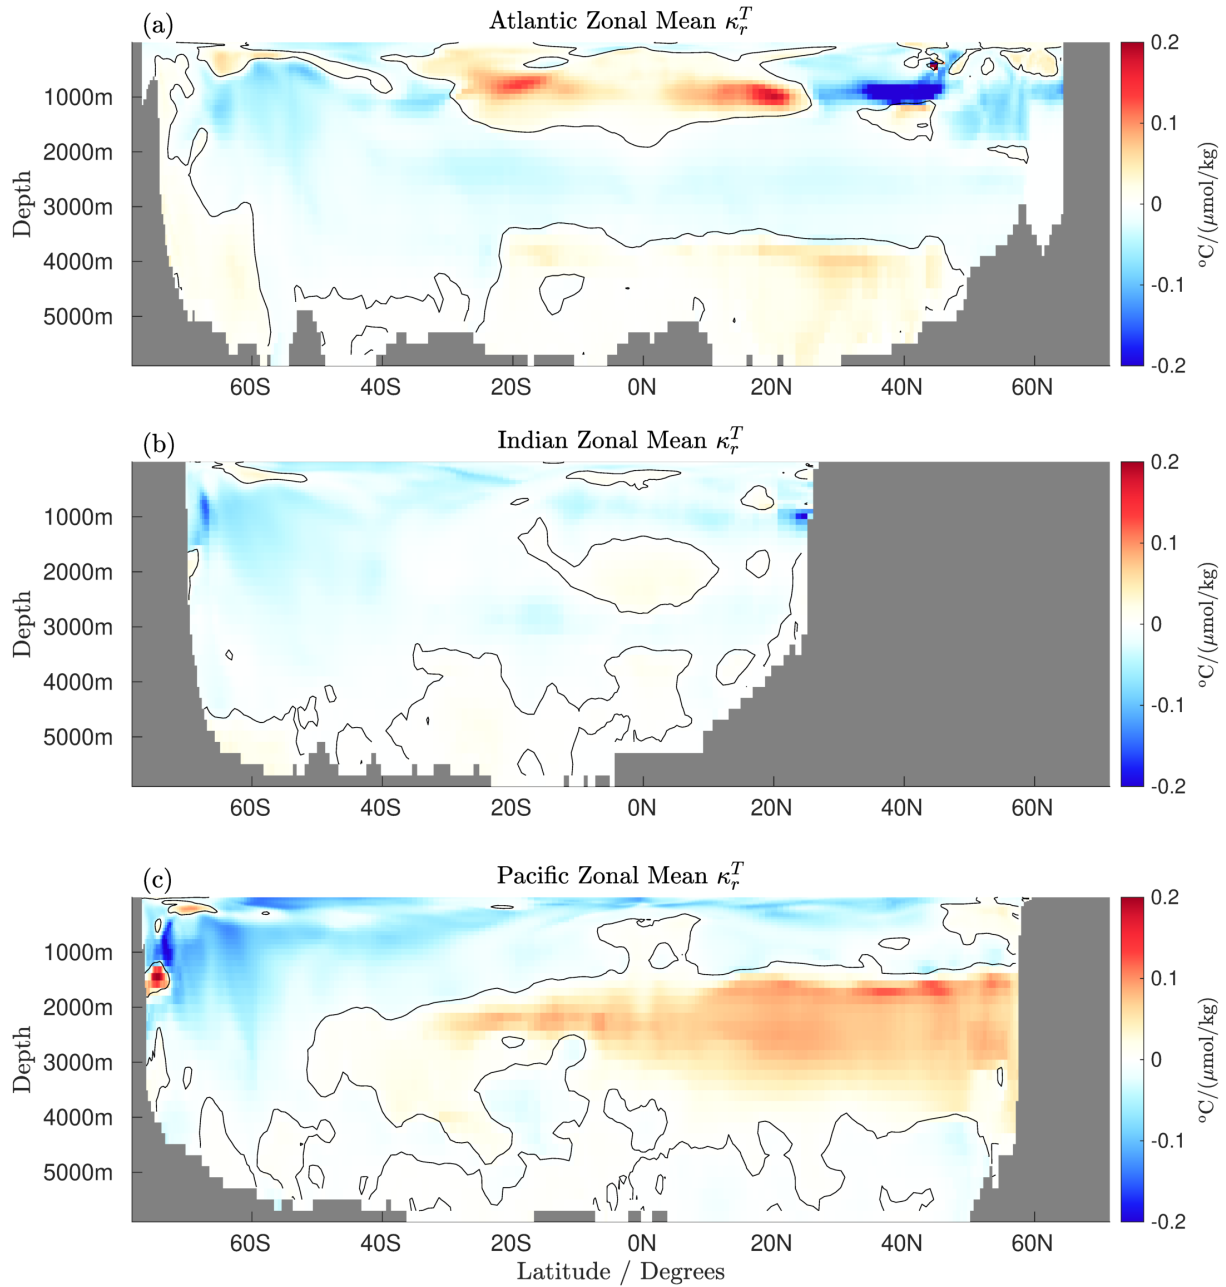 (a) Atlantic Zonal Mean κ_r^T
0.2
0.1
0
-0.1
-0.2
°C/(μmol/kg)
Depth
1000m
2000m
3000m
4000m
5000m
60S 40S 20S 0N 20N 40N 60N
(b) Indian Zonal Mean κ_r^T
0.2
0.1
0
-0.1
-0.2
°C/(μmol/kg)
Depth
1000m
2000m
3000m
4000m
5000m
60S 40S 20S 0N 20N 40N 60N
(c) Pacific Zonal Mean κ_r^T
0.2
0.1
0
-0.1
-0.2
°C/(μmol/kg)
Depth
1000m
2000m
3000m
4000m
5000m
60S 40S 20S 0N 20N 40N 60N
Latitude / Degrees